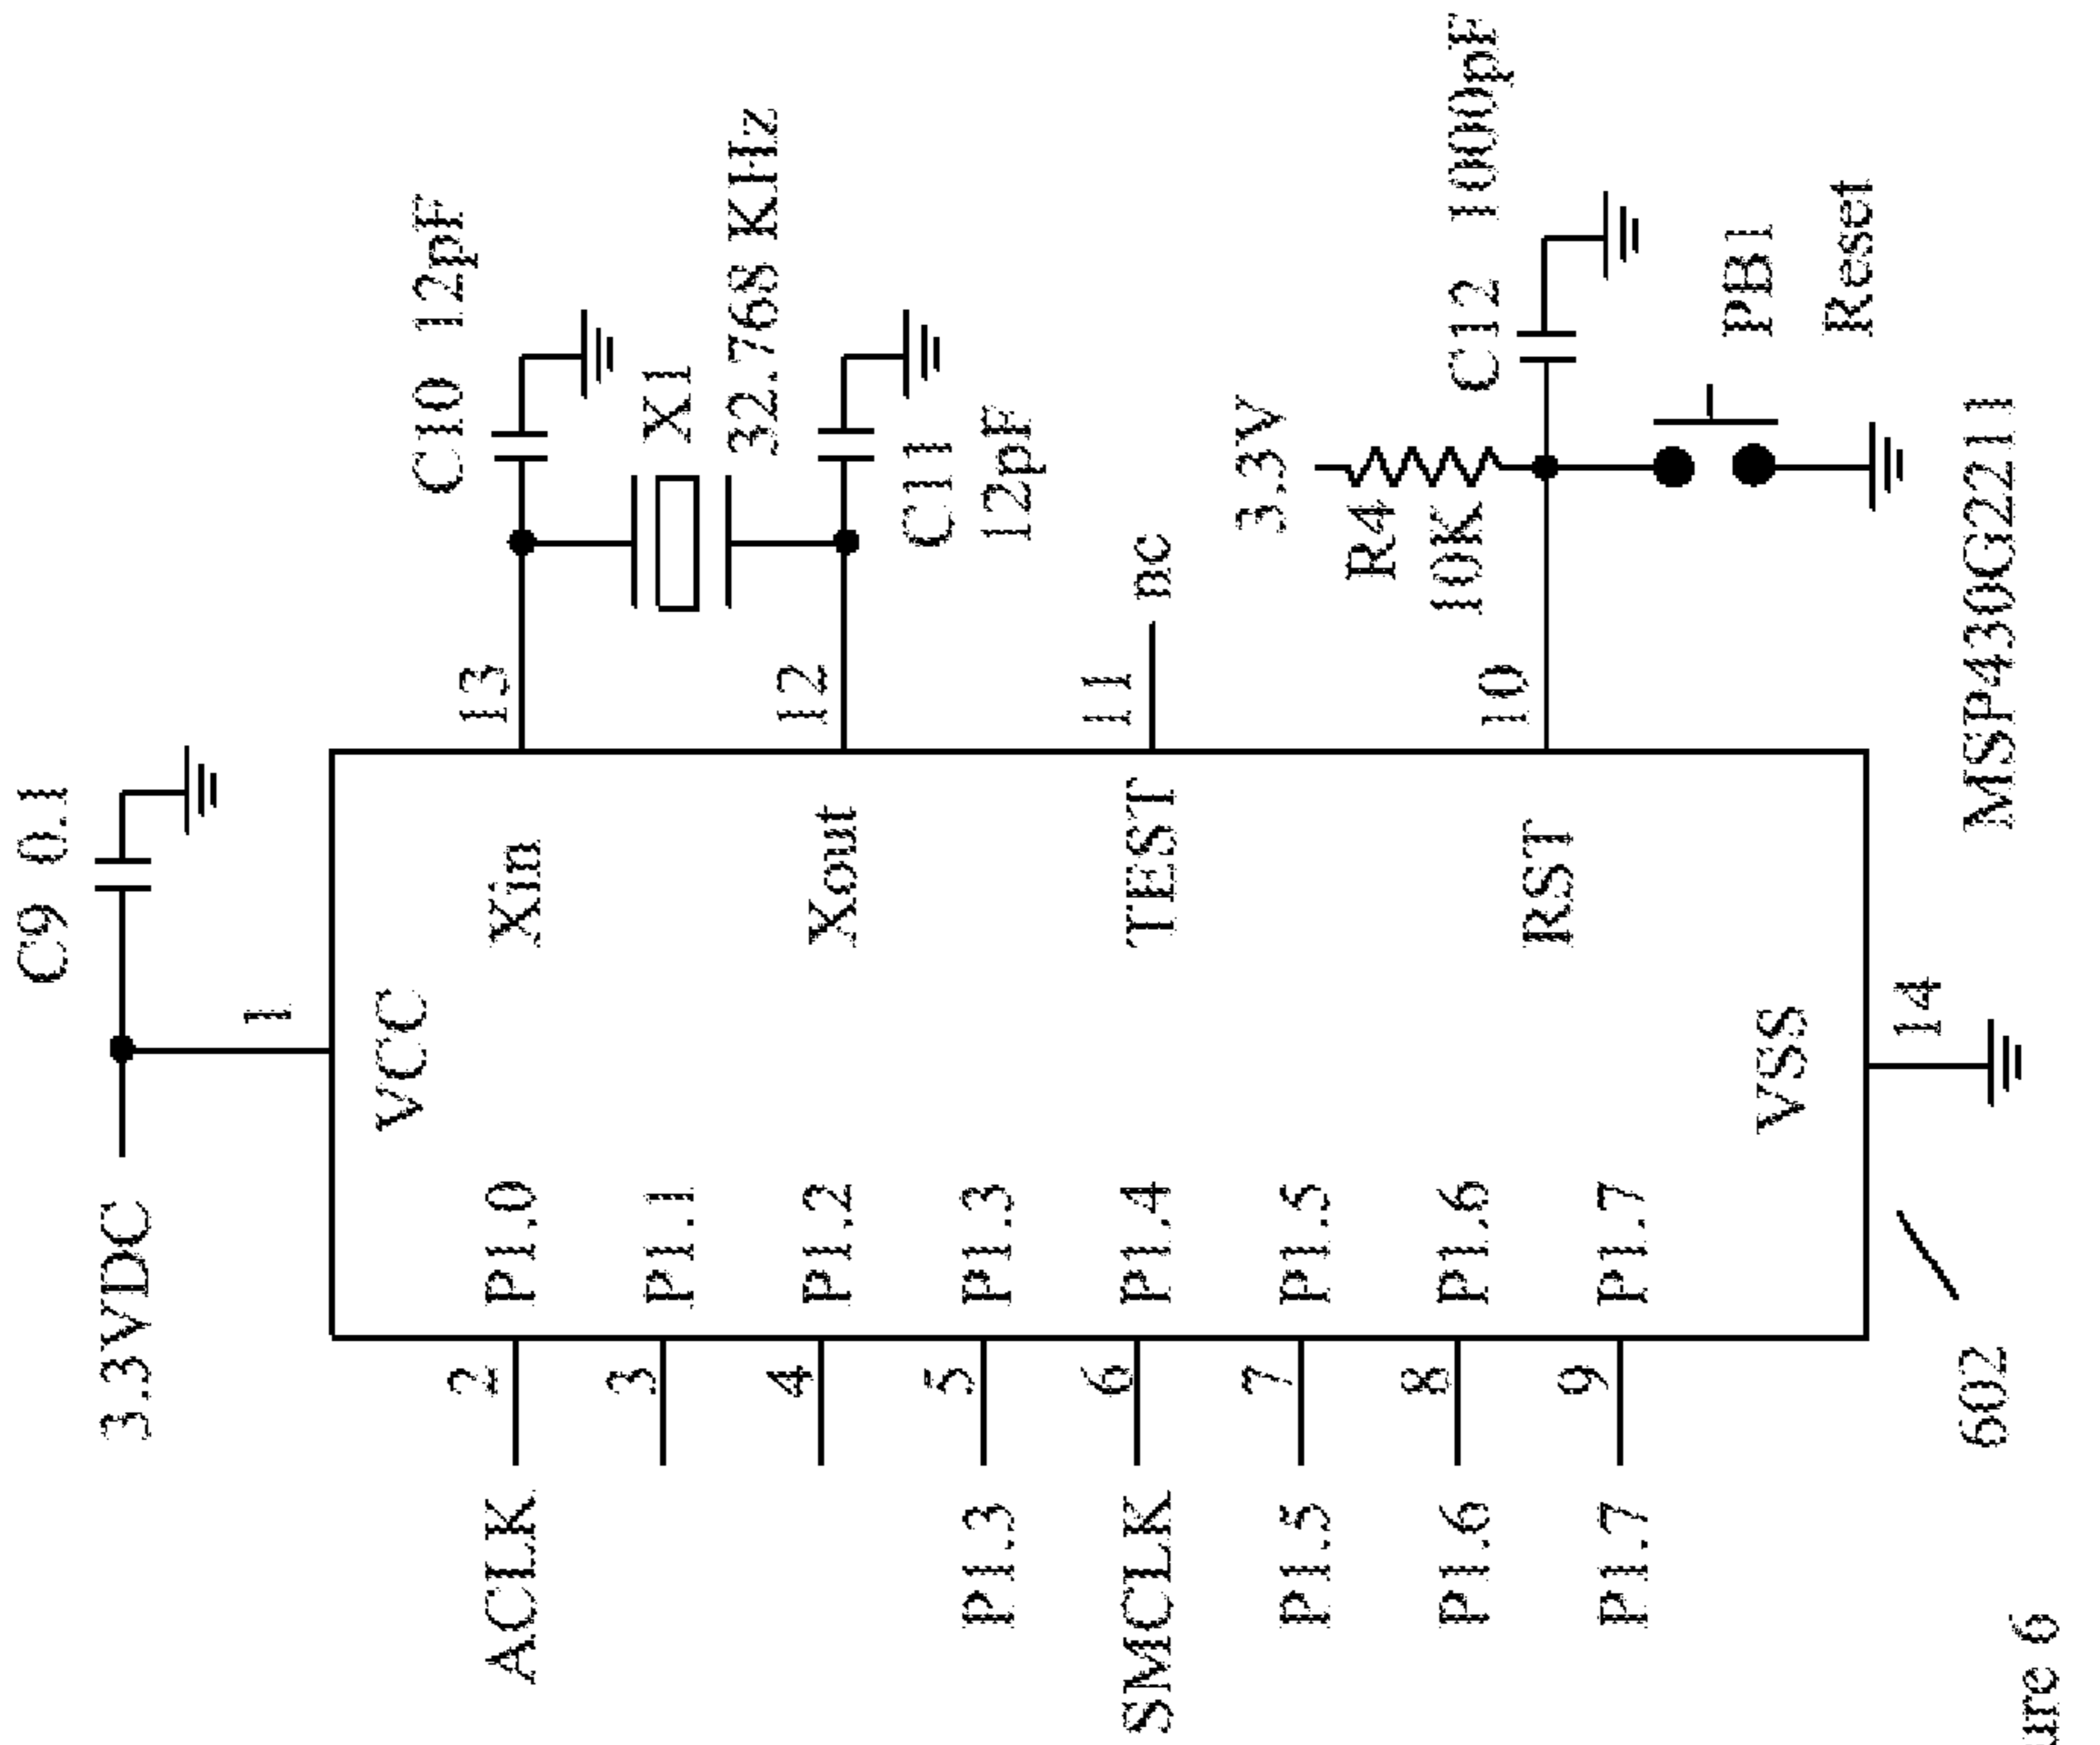 C9 0.1
3.3VDC
1
VCC
C10 12pF
13
Xin
X1
32.768 KHz
12
Xout
C11
12pF
11
nc
TEST
3.3V
R4
10K
C12 1000pF
10
RST
PB1
Reset
ACLK 2 P1.0
3 P1.1
4 P1.2
P1.3 5 P1.3
SMCLK 6 P1.4
P1.5 7 P1.5
P1.6 8 P1.6
P1.7 9 P1.7
VSS
14
MSP430G2211
602
ure 6